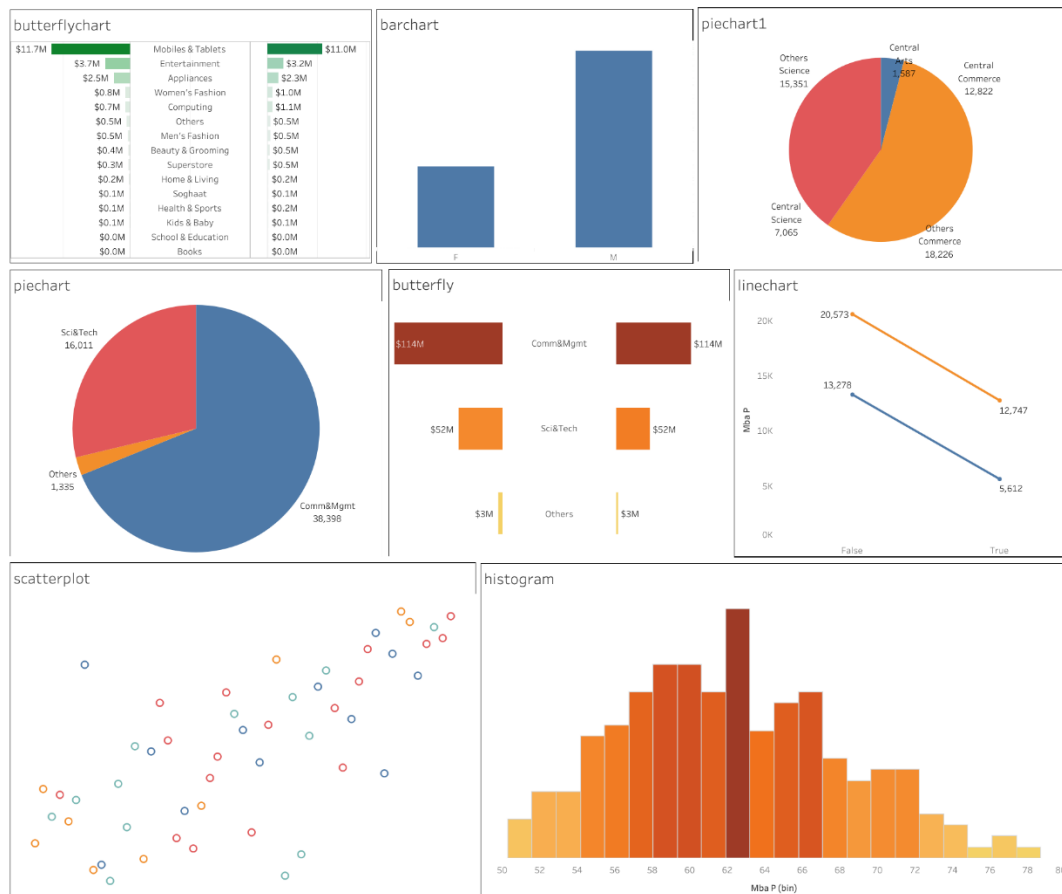 butterflychart
$11.7M Mobiles & Tablets $11.0M
$3.7M Entertainment $3.2M
$2.5M Appliances $2.3M
$0.8M Women's Fashion $1.0M
$0.7M Computing $1.1M
$0.5M Others $0.5M
$0.5M Men's Fashion $0.5M
$0.4M Beauty & Grooming $0.5M
$0.3M Superstore $0.5M
$0.2M Home & Living $0.2M
$0.1M Soghaat $0.1M
$0.1M Health & Sports $0.2M
$0.1M Kids & Baby $0.1M
$0.0M School & Education $0.0M
$0.0M Books $0.0M
barchart
F M
piechart1
Central
Arts
1,587
Central
Commerce
12,822
Others
Science
15,351
Central
Science
7,065
Others
Commerce
18,226
piechart
Sci&Tech
16,011
Others
1,335
Comm&Mgmt
38,398
butterfly
$114M Comm&Mgmt $114M
$52M Sci&Tech $52M
$3M Others $3M
linechart
20K
15K
10K
5K
0K
Mba P
20,573
13,278
12,747
5,612
False True
scatterplot
histogram
50 52 54 56 58 60 62 64 66 68 70 72 74 76 78
Mba P (bin)